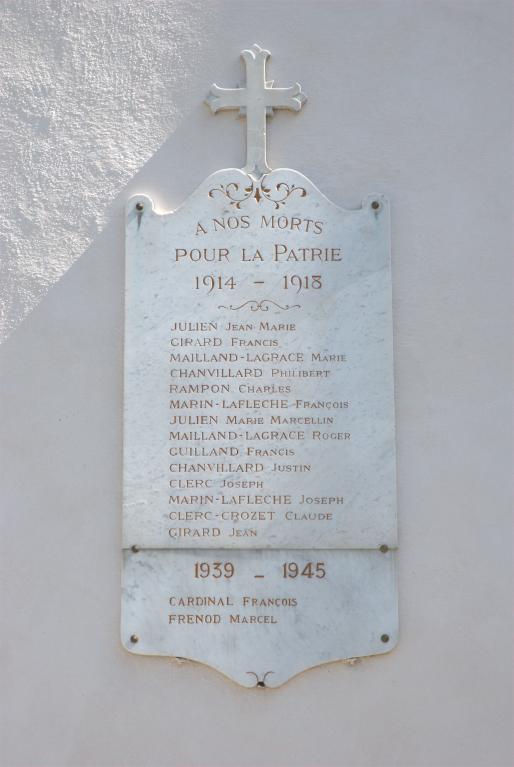 A NOS MORTS
POUR LA PATRIE
1914 - 1918
JULIEN JEAN MARIE
GIRARD FRANCIS
MAILLAND-LAGRACE MARIE
CHANVILLARD PHILIBERT
RAMPON CHARLES
MARIN-LAFLECHE FRANÇOIS
JULIEN MARIE MARCELLIN
MAILLAND-LAGRACE ROGER
GUILLAND FRANCIS
CHANVILLARD JUSTIN
CLERC JOSEPH
MARIN-LAFLECHE JOSEPH
CLERC-CROZET CLAUDE
GIRARD JEAN
1939 - 1945
CARDINAL FRANÇOIS
FRENOD MARCEL